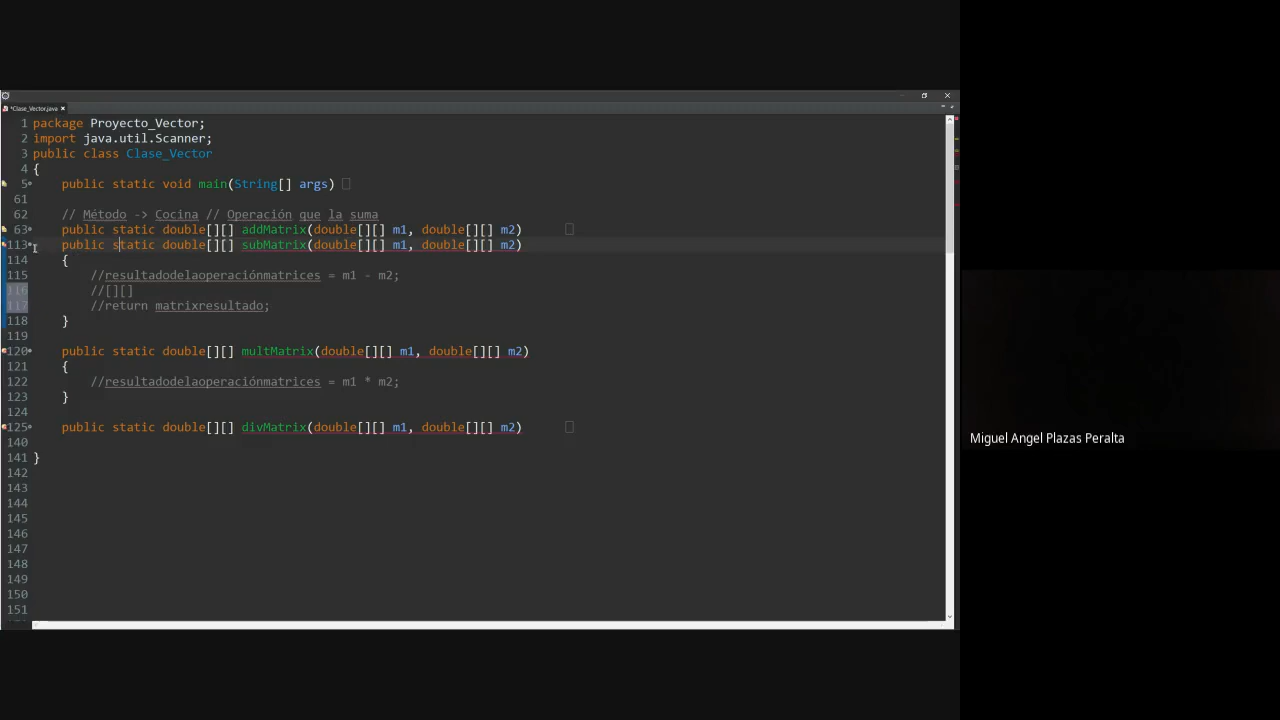 *Clase_Vector.java
1 package Proyecto_Vector;
2 import java.util.Scanner;
3 public class Clase_Vector
4 {
5 public static void main(String[] args)
61
62 // Método -> Cocina // Operación que la suma
63 public static double[][] addMatrix(double[][] m1, double[][] m2)
113 public static double[][] subMatrix(double[][] m1, double[][] m2)
114 {
115 //resultadodelaoperaciónmatrices = m1 - m2;
116 //[][]
117 //return matrixresultado;
118 }
119
120 public static double[][] multMatrix(double[][] m1, double[][] m2)
121 {
122 //resultadodelaoperaciónmatrices = m1 * m2;
123 }
124
125 public static double[][] divMatrix(double[][] m1, double[][] m2)
140
141 }
142
143
144
145
146
147
148
149
150
151
Miguel Angel Plazas Peralta